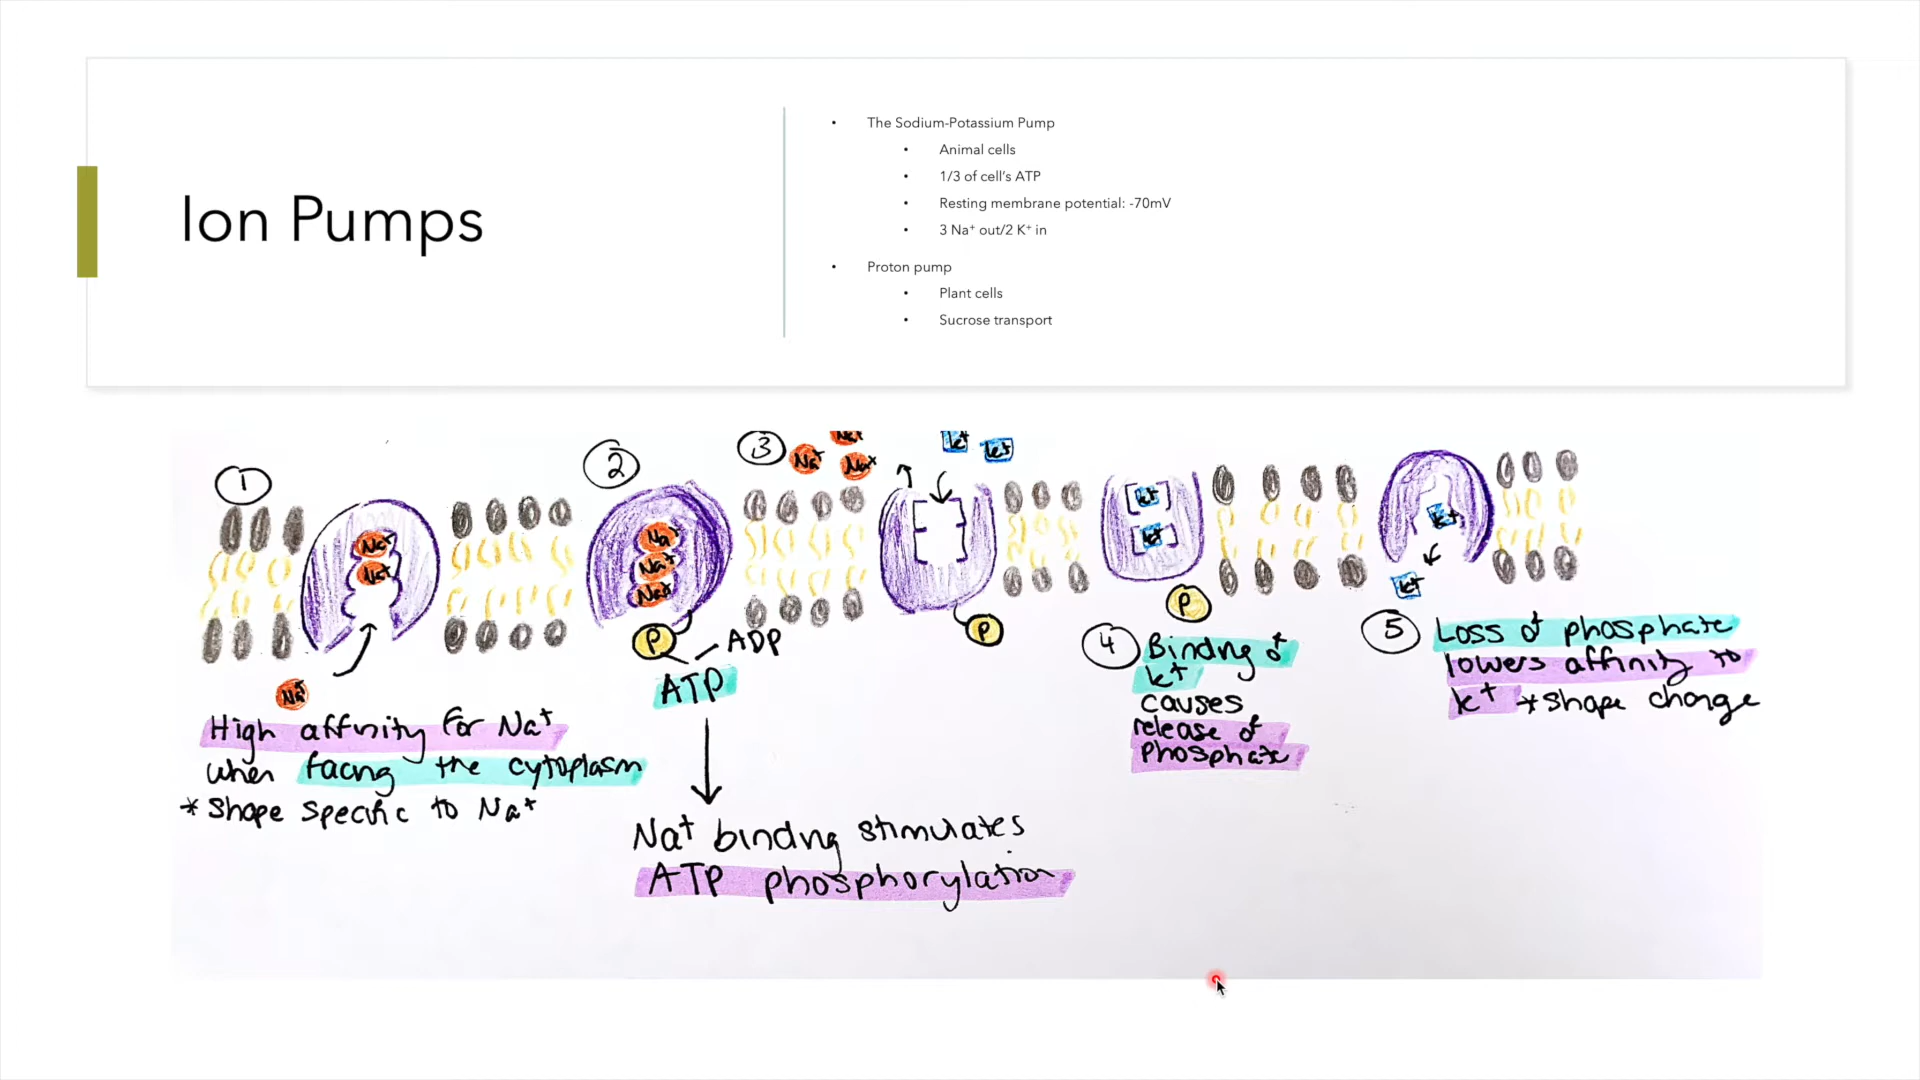 Ion Pumps
• The Sodium-Potassium Pump
• Animal cells
• 1/3 of cell's ATP
• Resting membrane potential: -70mV
• 3 Na⁺ out/2 K⁺ in
• Proton pump
• Plant cells
• Sucrose transport
1
Na⁺
Na⁺
Na⁺
High affinity for Na⁺
when facing the cytoplasm
* Shape specific to Na⁺
2
Na⁺
Na⁺
Na⁺
P
ADP
ATP
Na⁺ binding stimulates
ATP phosphorylation
3
Na⁺
Na⁺
Na⁺
k⁺
k⁺
P
k⁺
k⁺
P
4 Binding of
k⁺
causes
release of
phosphate
k⁺
k⁺
5 Loss of phosphate
lowers affinity to
k⁺ * shape change